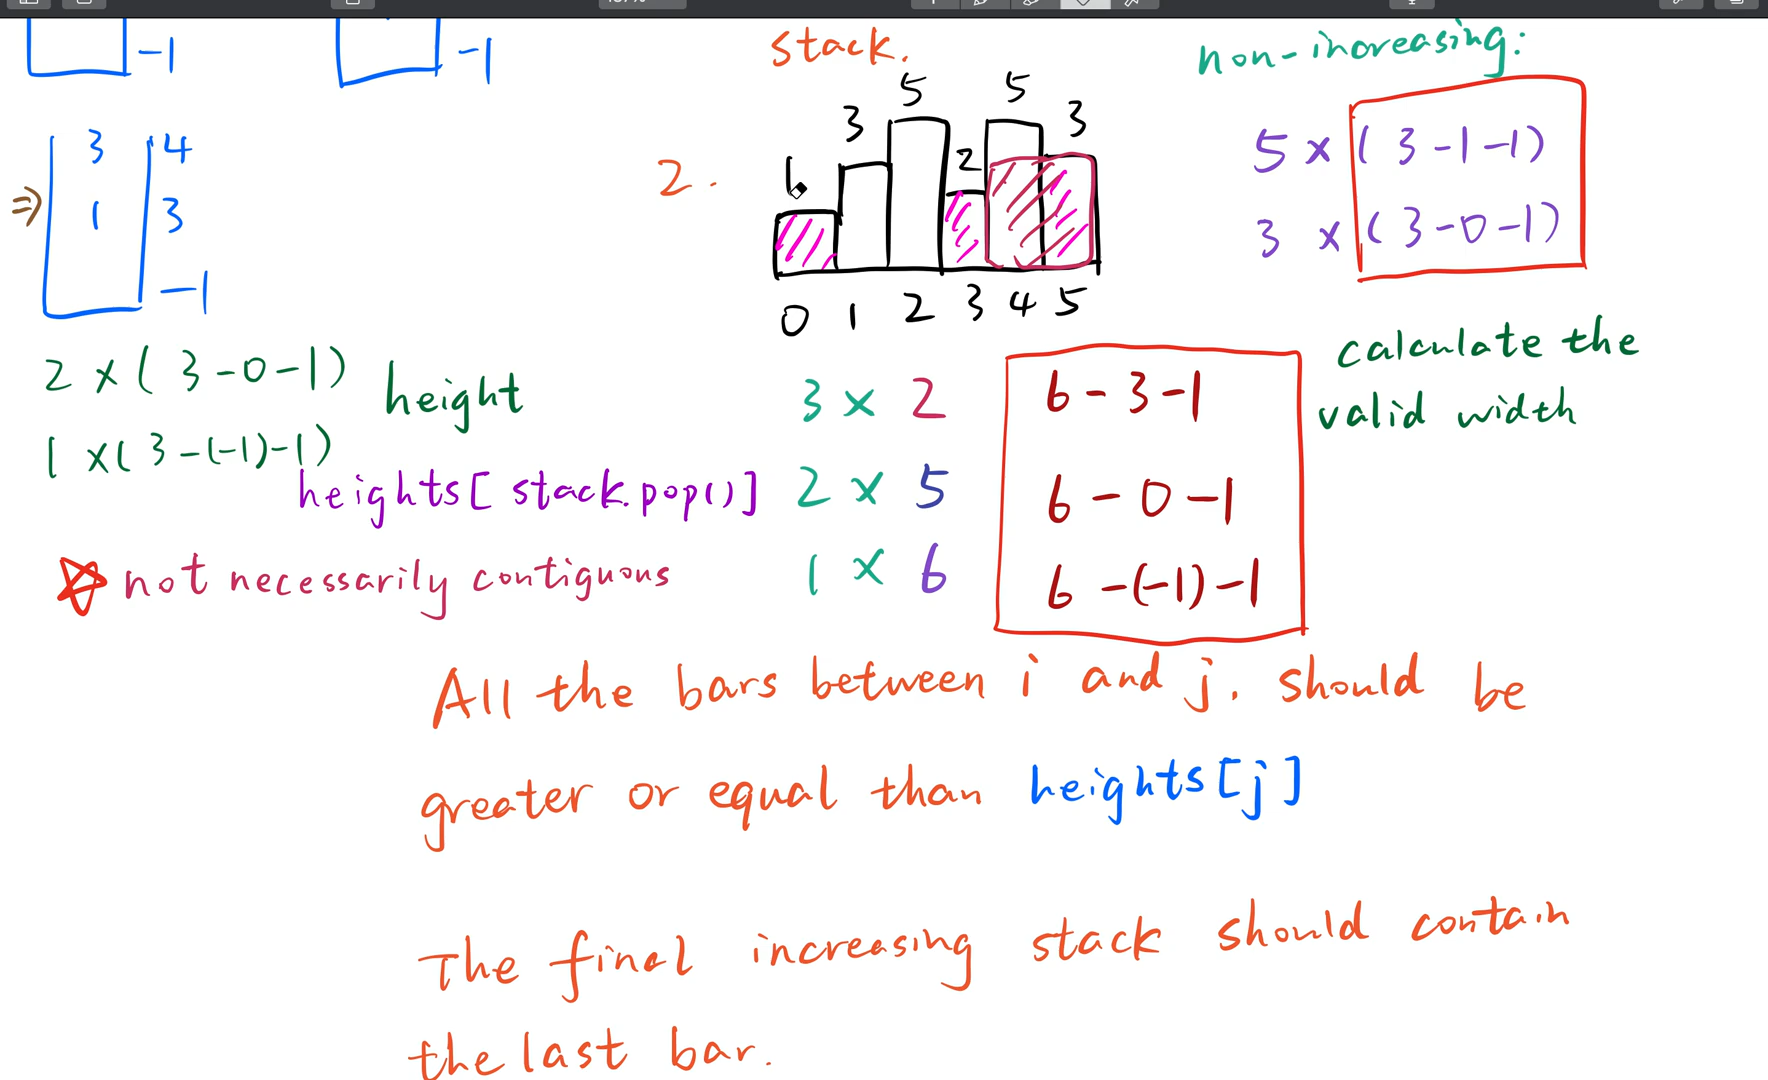 -1
-1
stack.
non-increasing:
3 4
⇒ 1 3
-1
2.
1 3 5 2 5 3
0 1 2 3 4 5
5 × ( 3 - 1 - 1)
3 × ( 3 - 0 - 1)
2 × ( 3 - 0 - 1)
1 × ( 3 - (-1) - 1)
height
heights[ stack.pop() ]
☆ not necessarily contiguous
3 × 2 6 - 3 - 1
2 × 5 6 - 0 - 1
1 × 6 6 - (-1) - 1
calculate the
valid width
All the bars between i and j. should be
greater or equal than heights[j]
The final increasing stack should contain
the last bar.